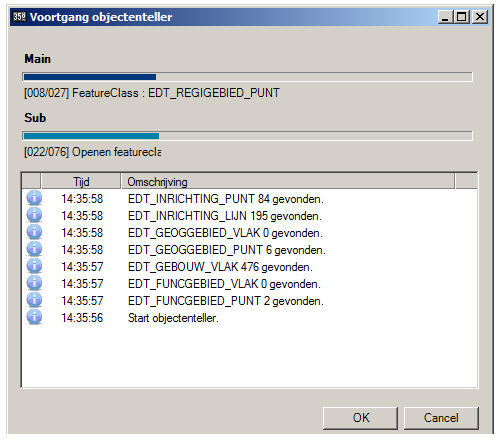 Voortgang objectenteller
Main
[008/027] FeatureClass : EDT_REGIGEBIED_PUNT
Sub
[022/076] Openen featurecla
Tijd Omschrijving
14:35:58 EDT_INRICHTING_PUNT 84 gevonden.
14:35:58 EDT_INRICHTING_LIJN 195 gevonden.
14:35:58 EDT_GEOGGEBIED_VLAK 0 gevonden.
14:35:58 EDT_GEOGGEBIED_PUNT 6 gevonden.
14:35:57 EDT_GEBOUW_VLAK 476 gevonden.
14:35:57 EDT_FUNCGEBIED_VLAK 0 gevonden.
14:35:57 EDT_FUNCGEBIED_PUNT 2 gevonden.
14:35:56 Start objectenteller.
OK Cancel